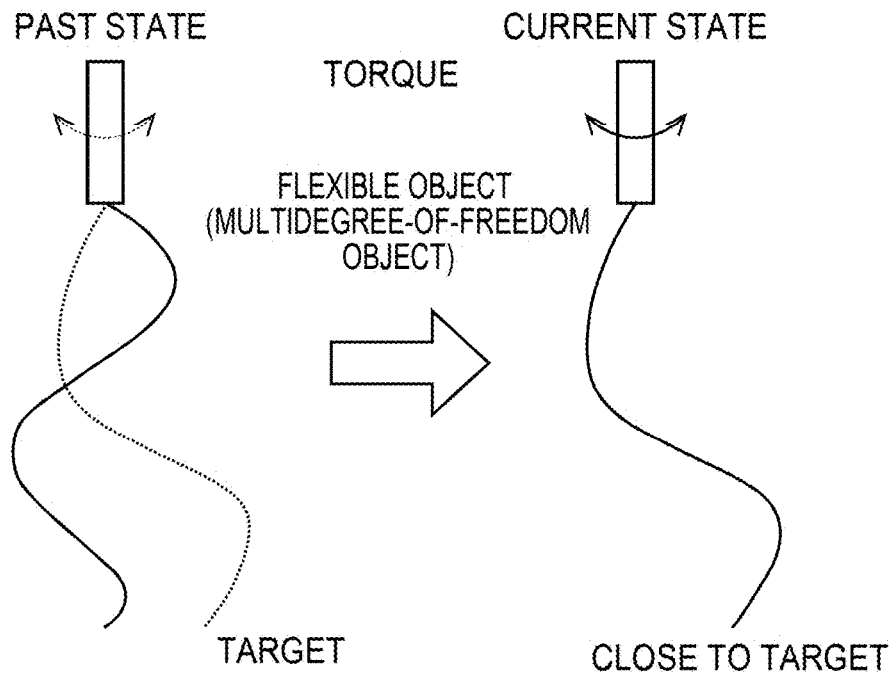 PAST STATE
CURRENT STATE
TORQUE
FLEXIBLE OBJECT
(MULTIDEGREE-OF-FREEDOM
OBJECT)
TARGET
CLOSE TO TARGET